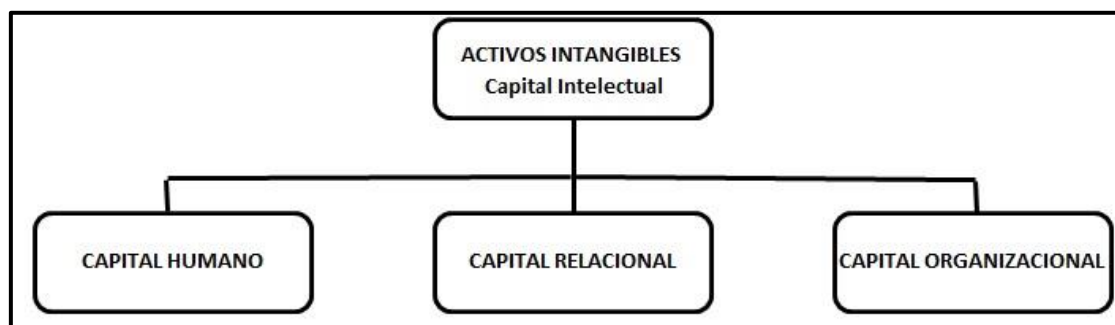 ACTIVOS INTANGIBLES
Capital Intelectual
CAPITAL HUMANO
CAPITAL RELACIONAL
CAPITAL ORGANIZACIONAL